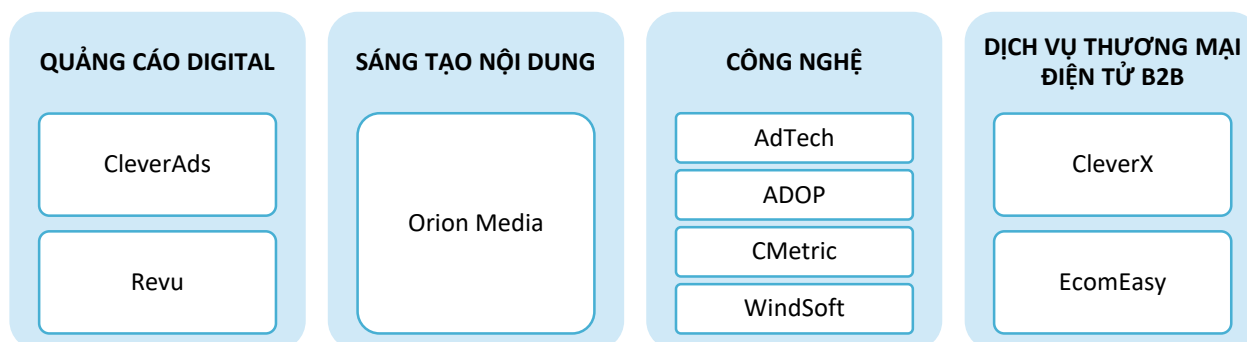 QUẢNG CÁO DIGITAL
CleverAds
Revu
SÁNG TẠO NỘI DUNG
Orion Media
CÔNG NGHỆ
AdTech
ADOP
CMetric
WindSoft
DỊCH VỤ THƯƠNG MẠI
ĐIỆN TỬ B2B
CleverX
EcomEasy